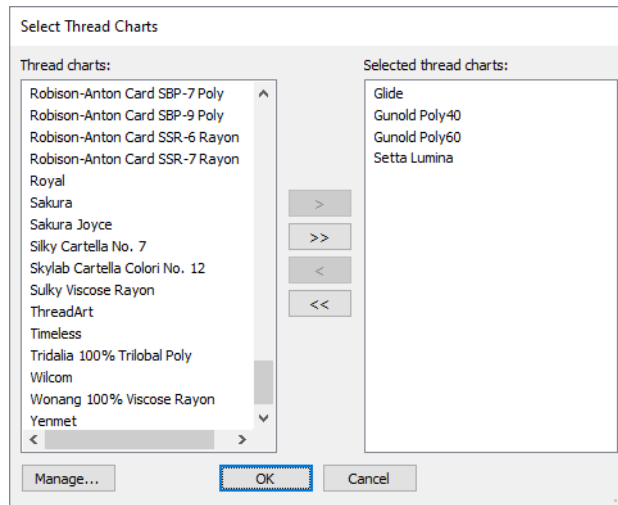 Select Thread Charts
Thread charts:
Robison-Anton Card SBP-7 Poly
Robison-Anton Card SBP-9 Poly
Robison-Anton Card SSR-6 Rayon
Robison-Anton Card SSR-7 Rayon
Royal
Sakura
Sakura Joyce
Silky Cartella No. 7
Skylab Cartella Colori No. 12
Sulky Viscose Rayon
ThreadArt
Timeless
Tridalia 100% Trilobal Poly
Wilcom
Wonang 100% Viscose Rayon
Yenmet
>
>>
<
<<
Selected thread charts:
Glide
Gunold Poly40
Gunold Poly60
Setta Lumina
Manage...
OK
Cancel